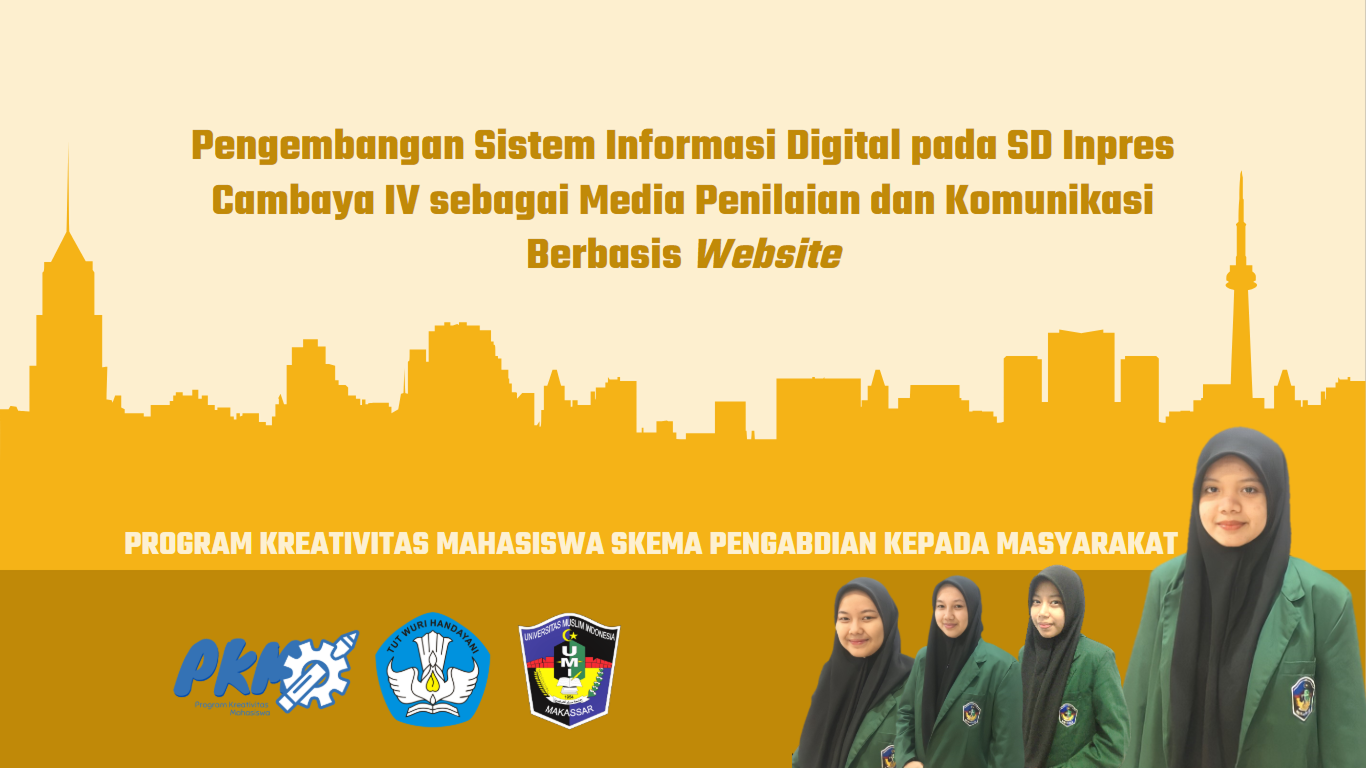 Pengembangan Sistem Informasi Digital pada SD Inpres
Cambaya IV sebagai Media Penilaian dan Komunikasi
Berbasis Website
PROGRAM KREATIVITAS MAHASISWA SKEMA PENGABDIAN KEPADA MASYARAKAT
PKM
Program Kreativitas
Mahasiswa
TUT WURI HANDAYANI
UNIVERSITAS MUSLIM INDONESIA
UMI
1954
MAKASSAR